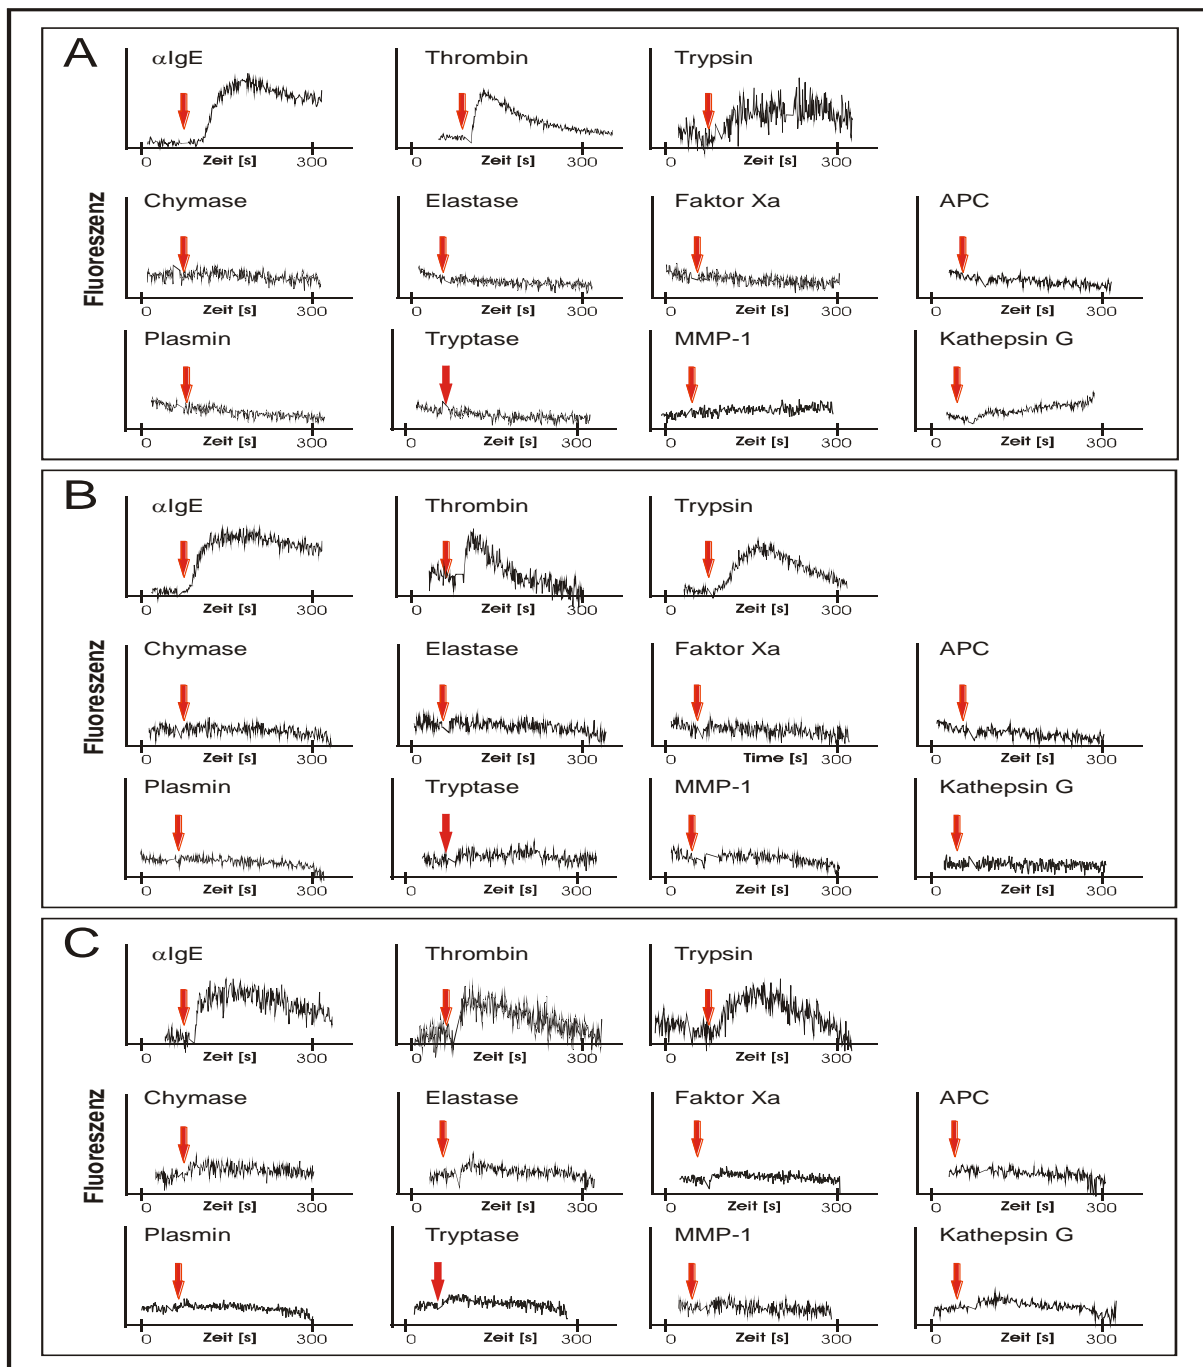 A
αIgE Thrombin Trypsin
0 Zeit [s] 300 0 Zeit [s] 300 0 Zeit [s] 300
Fluoreszenz
Chymase Elastase Faktor Xa APC
0 Zeit [s] 300 0 Zeit [s] 300 0 Zeit [s] 300 0 Zeit [s] 300
Plasmin Tryptase MMP-1 Kathepsin G
0 Zeit [s] 300 0 Zeit [s] 300 0 Zeit [s] 300 0 Zeit [s] 300
B
αIgE Thrombin Trypsin
0 Zeit [s] 300 0 Zeit [s] 300 0 Zeit [s] 300
Fluoreszenz
Chymase Elastase Faktor Xa APC
0 Zeit [s] 300 0 Zeit [s] 300 0 Time [s] 300 0 Zeit [s] 300
Plasmin Tryptase MMP-1 Kathepsin G
0 Zeit [s] 300 0 Zeit [s] 300 0 Zeit [s] 300 0 Zeit [s] 300
C
αIgE Thrombin Trypsin
0 Zeit [s] 300 0 Zeit [s] 300 0 Zeit [s] 300
Fluoreszenz
Chymase Elastase Faktor Xa APC
0 Zeit [s] 300 0 Zeit [s] 300 0 Zeit [s] 300 0 Zeit [s] 300
Plasmin Tryptase MMP-1 Kathepsin G
0 Zeit [s] 300 0 Zeit [s] 300 0 Zeit [s] 300 0 Zeit [s] 300